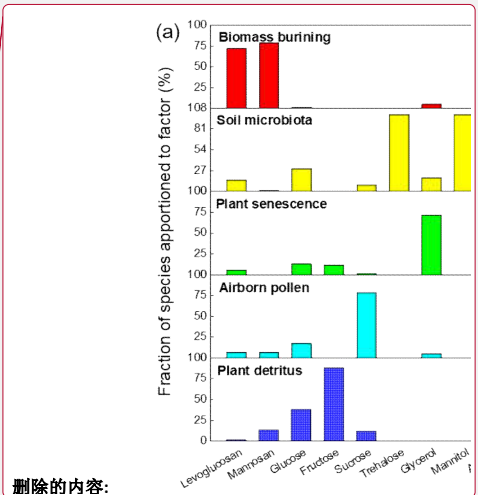 (a)
Fraction of species apportioned to factor (%)
100
75
50
25
Biomass burining
108
81
54
27
Soil microbiota
100
75
50
25
Plant senescence
100
75
50
25
Airborn pollen
100
75
50
25
0
Plant detritus
Levoglucosan
Mannosan
Glucose
Fructose
Sucrose
Trehalose
Glycerol
Mannitol
删除的内容: